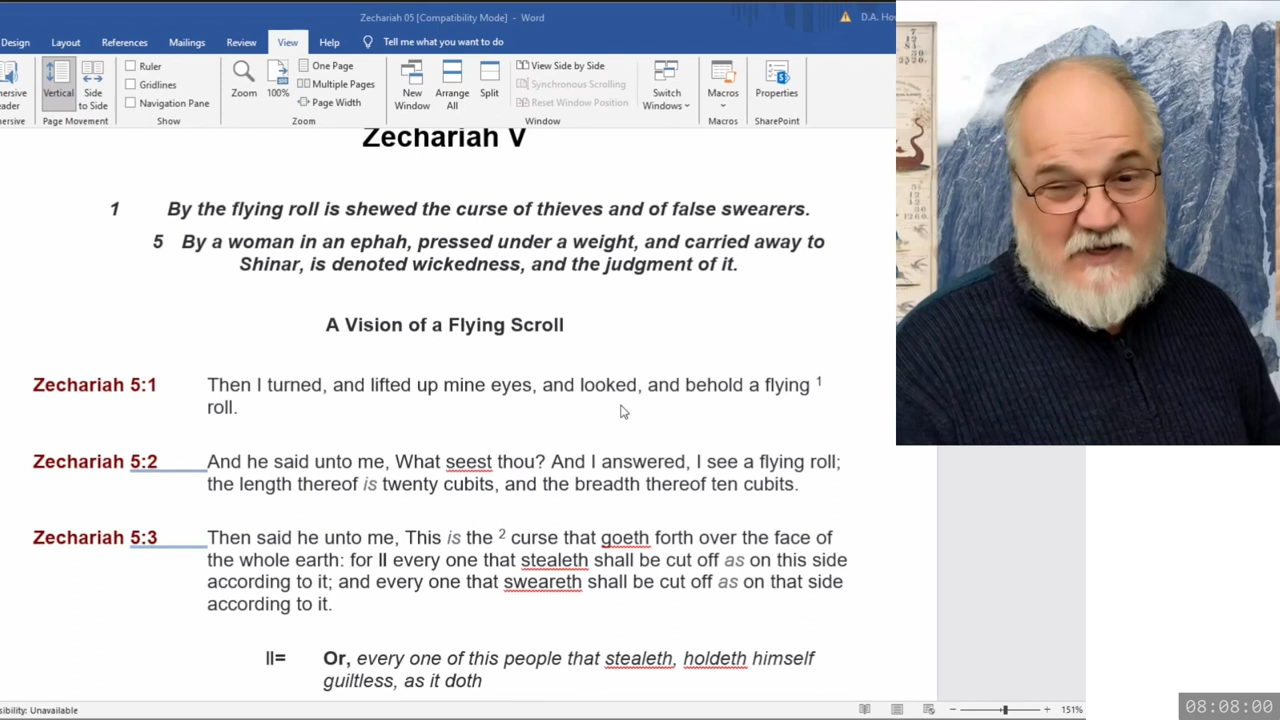 Zechariah 05 [Compatibility Mode] - Word
D.A. Ho
Design Layout References Mailings Review View Help Tell me what you want to do
Vertical
Side
to Side
Page Movement
Ruler
Gridlines
Navigation Pane
Show
Zoom
100%
One Page
Multiple Pages
Page Width
Zoom
New
Window
Arrange
All
Split
View Side by Side
Synchronous Scrolling
Reset Window Position
Window
Switch
Windows
Macros
Macros
Properties
SharePoint
Zechariah V
1 By the flying roll is shewed the curse of thieves and of false swearers.
5 By a woman in an ephah, pressed under a weight, and carried away to
Shinar, is denoted wickedness, and the judgment of it.
A Vision of a Flying Scroll
Zechariah 5:1 Then I turned, and lifted up mine eyes, and looked, and behold a flying 1
roll.
Zechariah 5:2 And he said unto me, What seest thou? And I answered, I see a flying roll;
the length thereof is twenty cubits, and the breadth thereof ten cubits.
Zechariah 5:3 Then said he unto me, This is the 2 curse that goeth forth over the face of
the whole earth: for ǁ every one that stealeth shall be cut off as on this side
according to it; and every one that sweareth shall be cut off as on that side
according to it.
ǁ= Or, every one of this people that stealeth, holdeth himself
guiltless, as it doth
sibility: Unavailable
151%
08:08:00